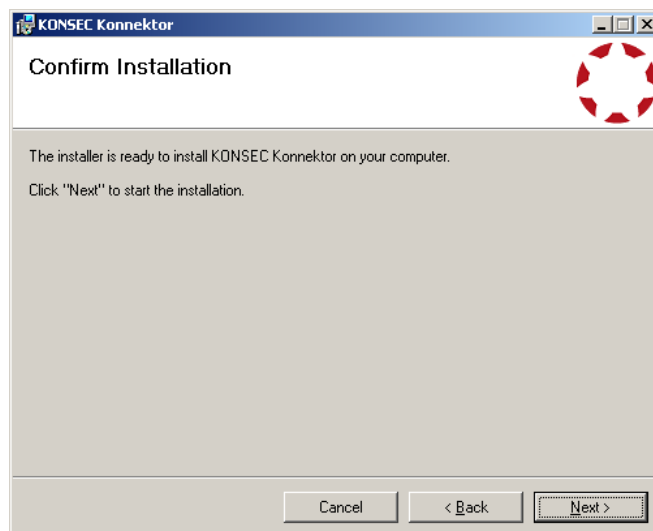 KONSEC Konnektor
Confirm Installation
The installer is ready to install KONSEC Konnektor on your computer.
Click "Next" to start the installation.
Cancel
< Back
Next >